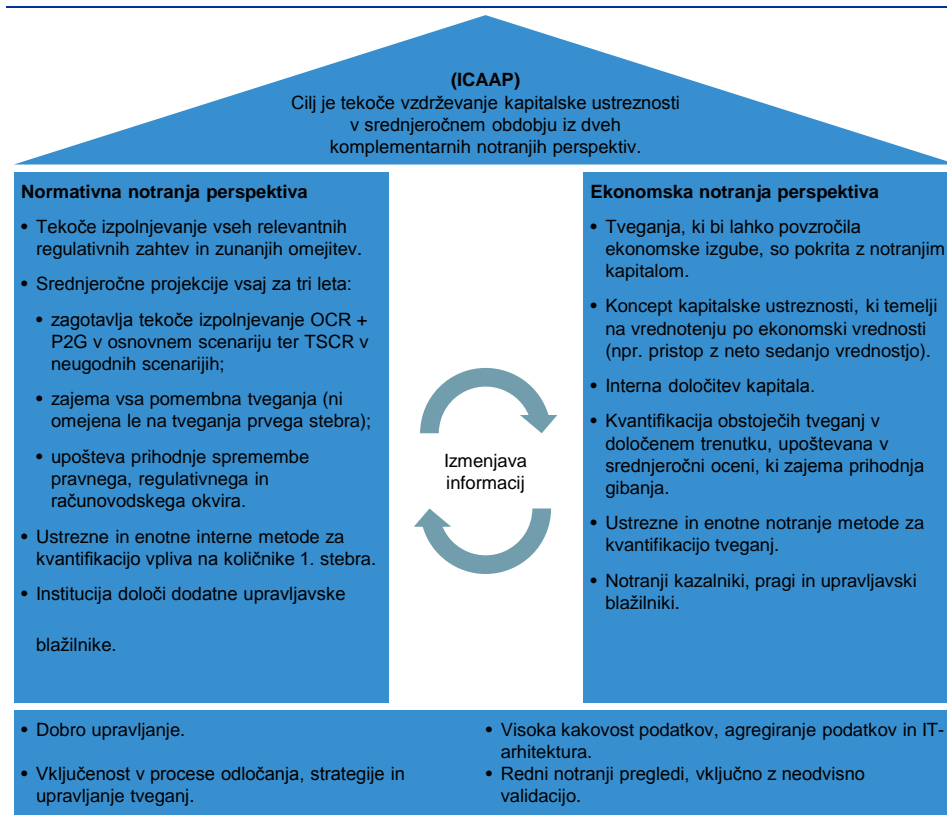 (ICAAP)
Cilj je tekoče vzdrževanje kapitalske ustreznosti
v srednjeročnem obdobju iz dveh
komplementarnih notranjih perspektiv.
Normativna notranja perspektiva
• Tekoče izpolnjevanje vseh relevantnih
regulativnih zahtev in zunanjih omejitev.
• Srednjeročne projekcije vsaj za tri leta:
• zagotavlja tekoče izpolnjevanje OCR +
P2G v osnovnem scenariju ter TSCR v
neugodnih scenarijih;
• zajema vsa pomembna tveganja (ni
omejena le na tveganja prvega stebra);
• upošteva prihodnje spremembe
pravnega, regulativnega in
računovodskega okvira.
• Ustrezne in enotne interne metode za
kvantifikacijo vpliva na količnike 1. stebra.
• Institucija določi dodatne upravljavske
blažilnike.
Izmenjava
informacij
Ekonomska notranja perspektiva
• Tveganja, ki bi lahko povzročila
ekonomske izgube, so pokrita z notranjim
kapitalom.
• Koncept kapitalske ustreznosti, ki temelji
na vrednotenju po ekonomski vrednosti
(npr. pristop z neto sedanjo vrednostjo).
• Interna določitev kapitala.
• Kvantifikacija obstoječih tveganj v
določenem trenutku, upoštevana v
srednjeročni oceni, ki zajema prihodnja
gibanja.
• Ustrezne in enotne notranje metode za
kvantifikacijo tveganj.
• Notranji kazalniki, pragi in upravljavski
blažilniki.
• Dobro upravljanje.
• Vključenost v procese odločanja, strategije in
upravljanje tveganj.
• Visoka kakovost podatkov, agregiranje podatkov in IT-
arhitektura.
• Redni notranji pregledi, vključno z neodvisno
validacijo.